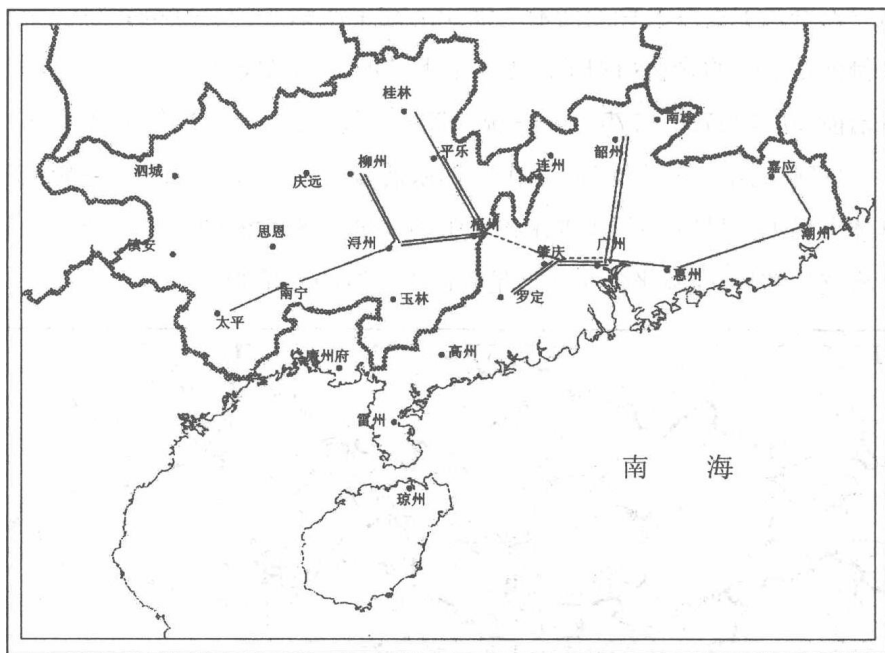 桂林
南雄
韶州
平乐
连州
柳州
庆远
泗城
嘉应
潮州
梧州
思恩
浔州
镇安
肇庆
广州
惠州
南宁
玉林
罗定
太平
高州
廉州府
雷州
南 海
琼州